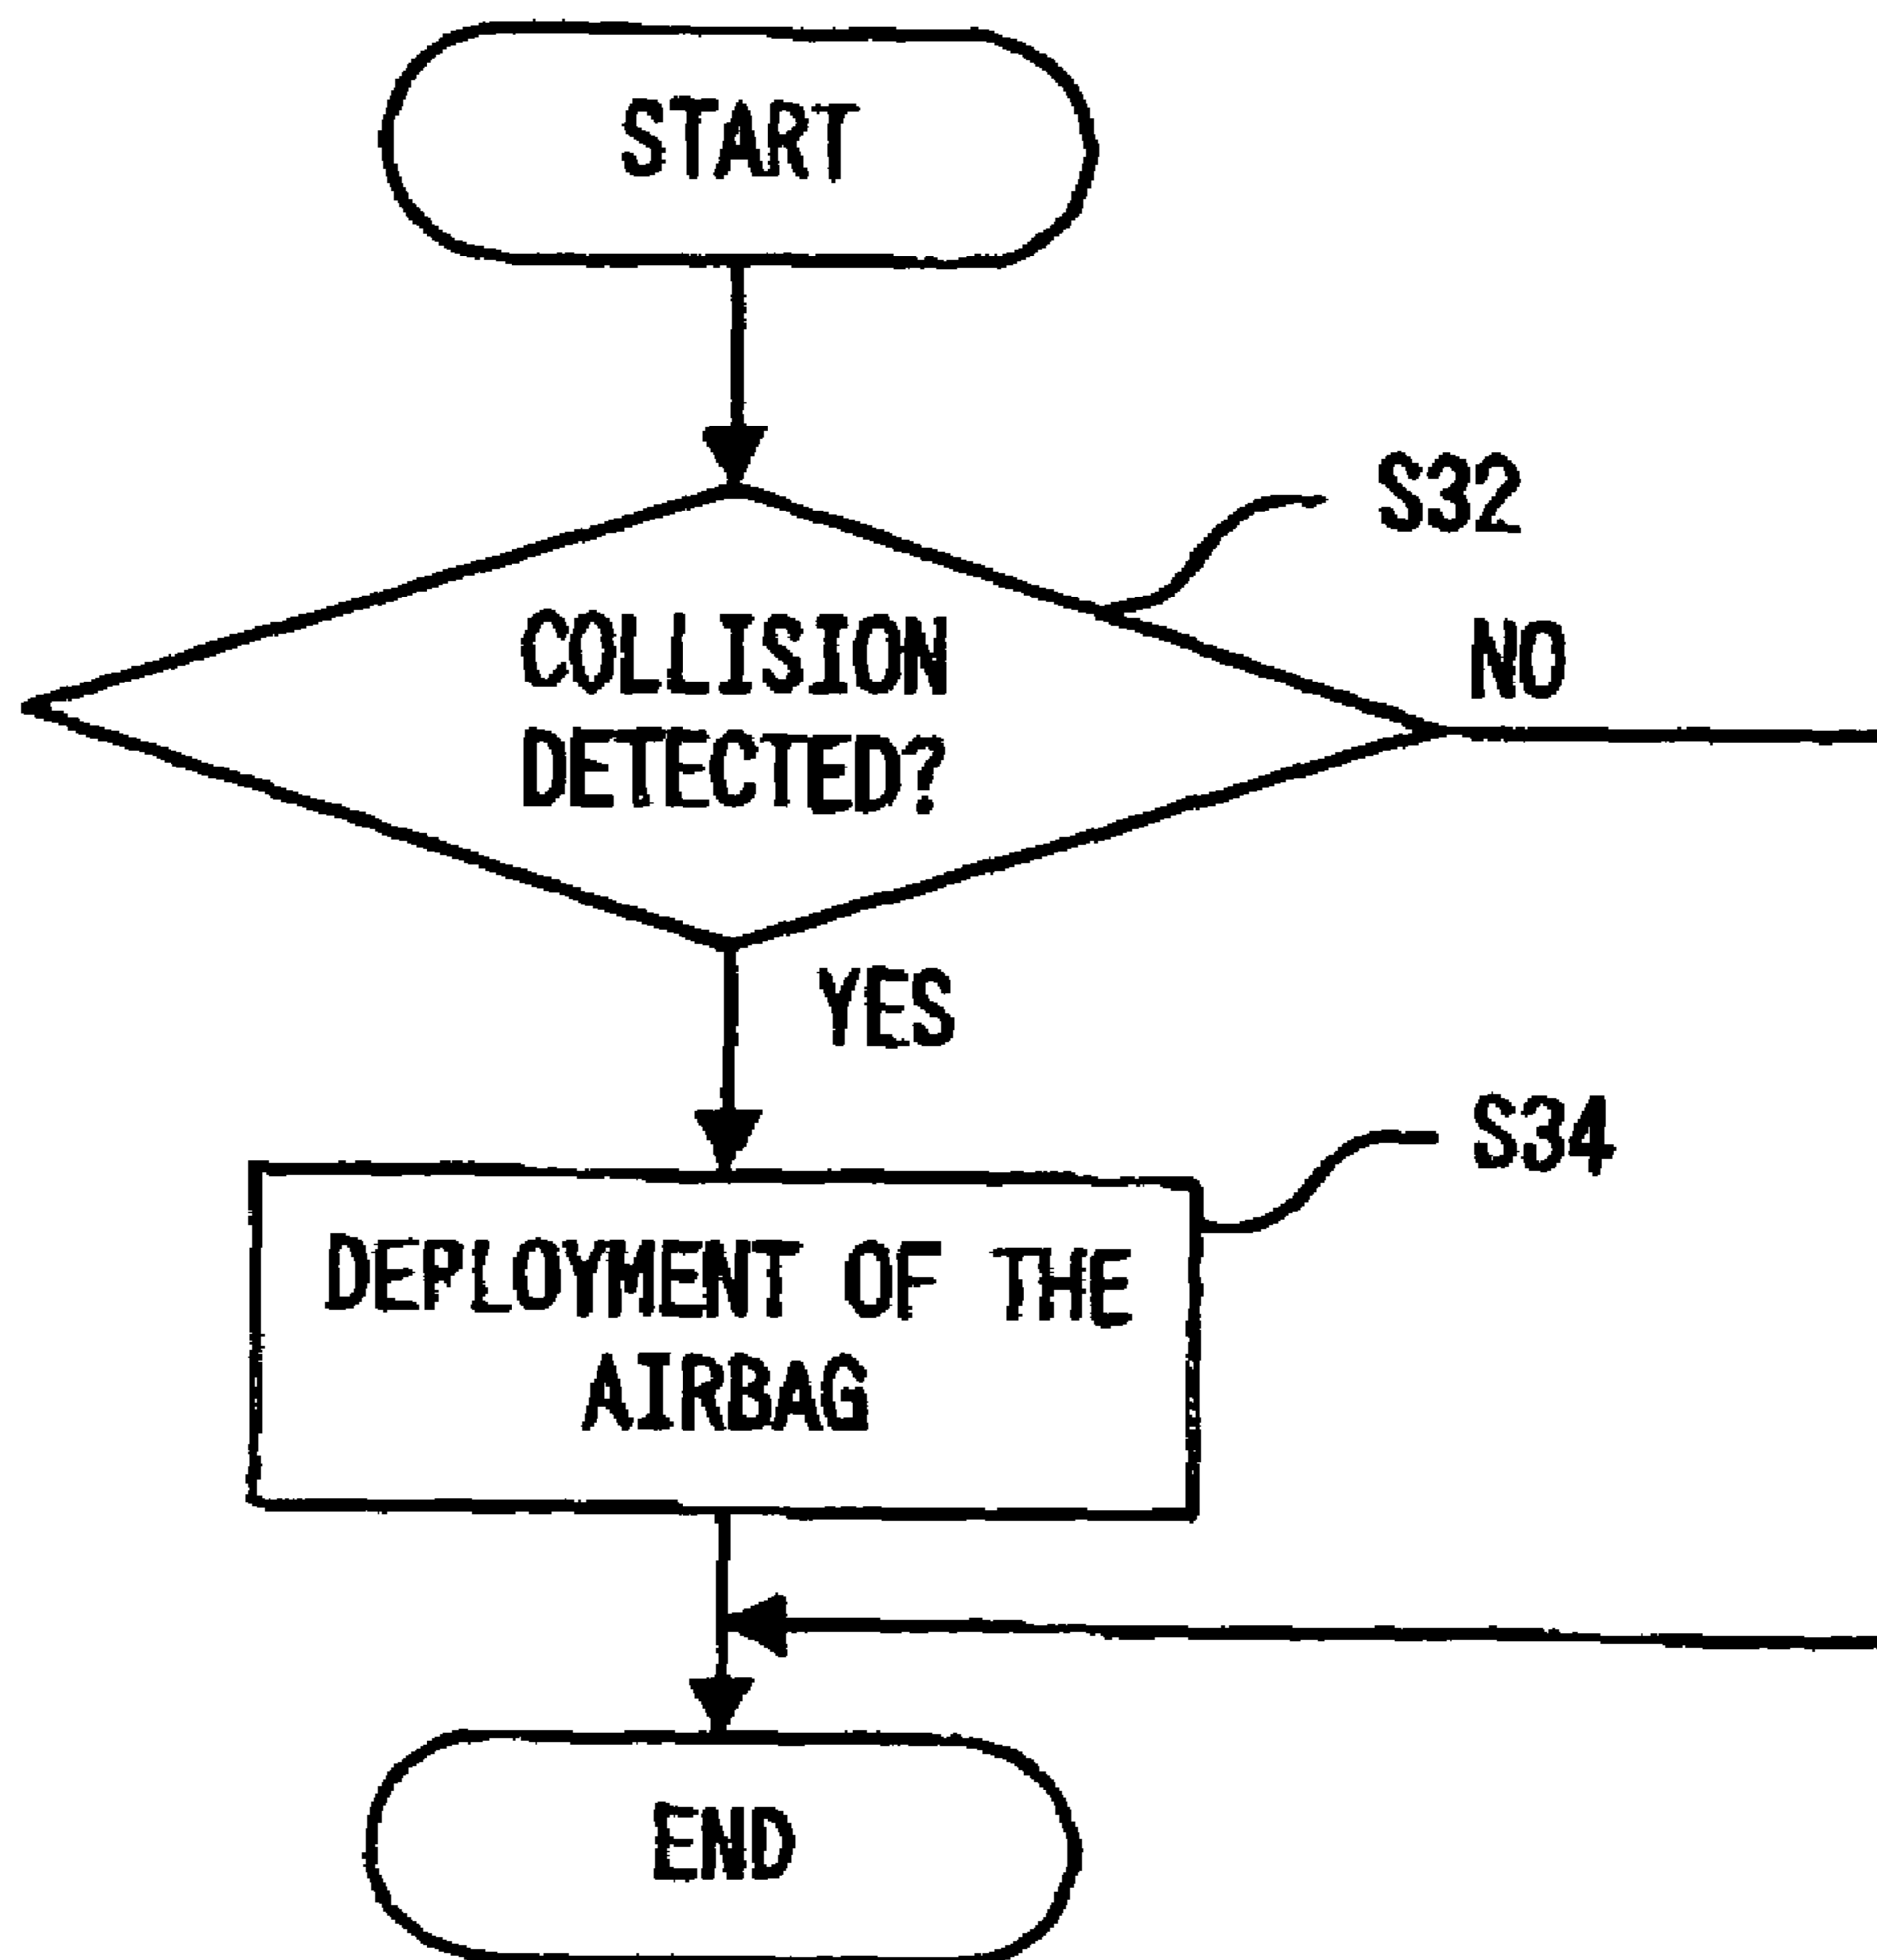 START
S32
COLLISION
DETECTED?
NO
YES
S34
DEPLOYMENT OF THE
AIRBAG
END